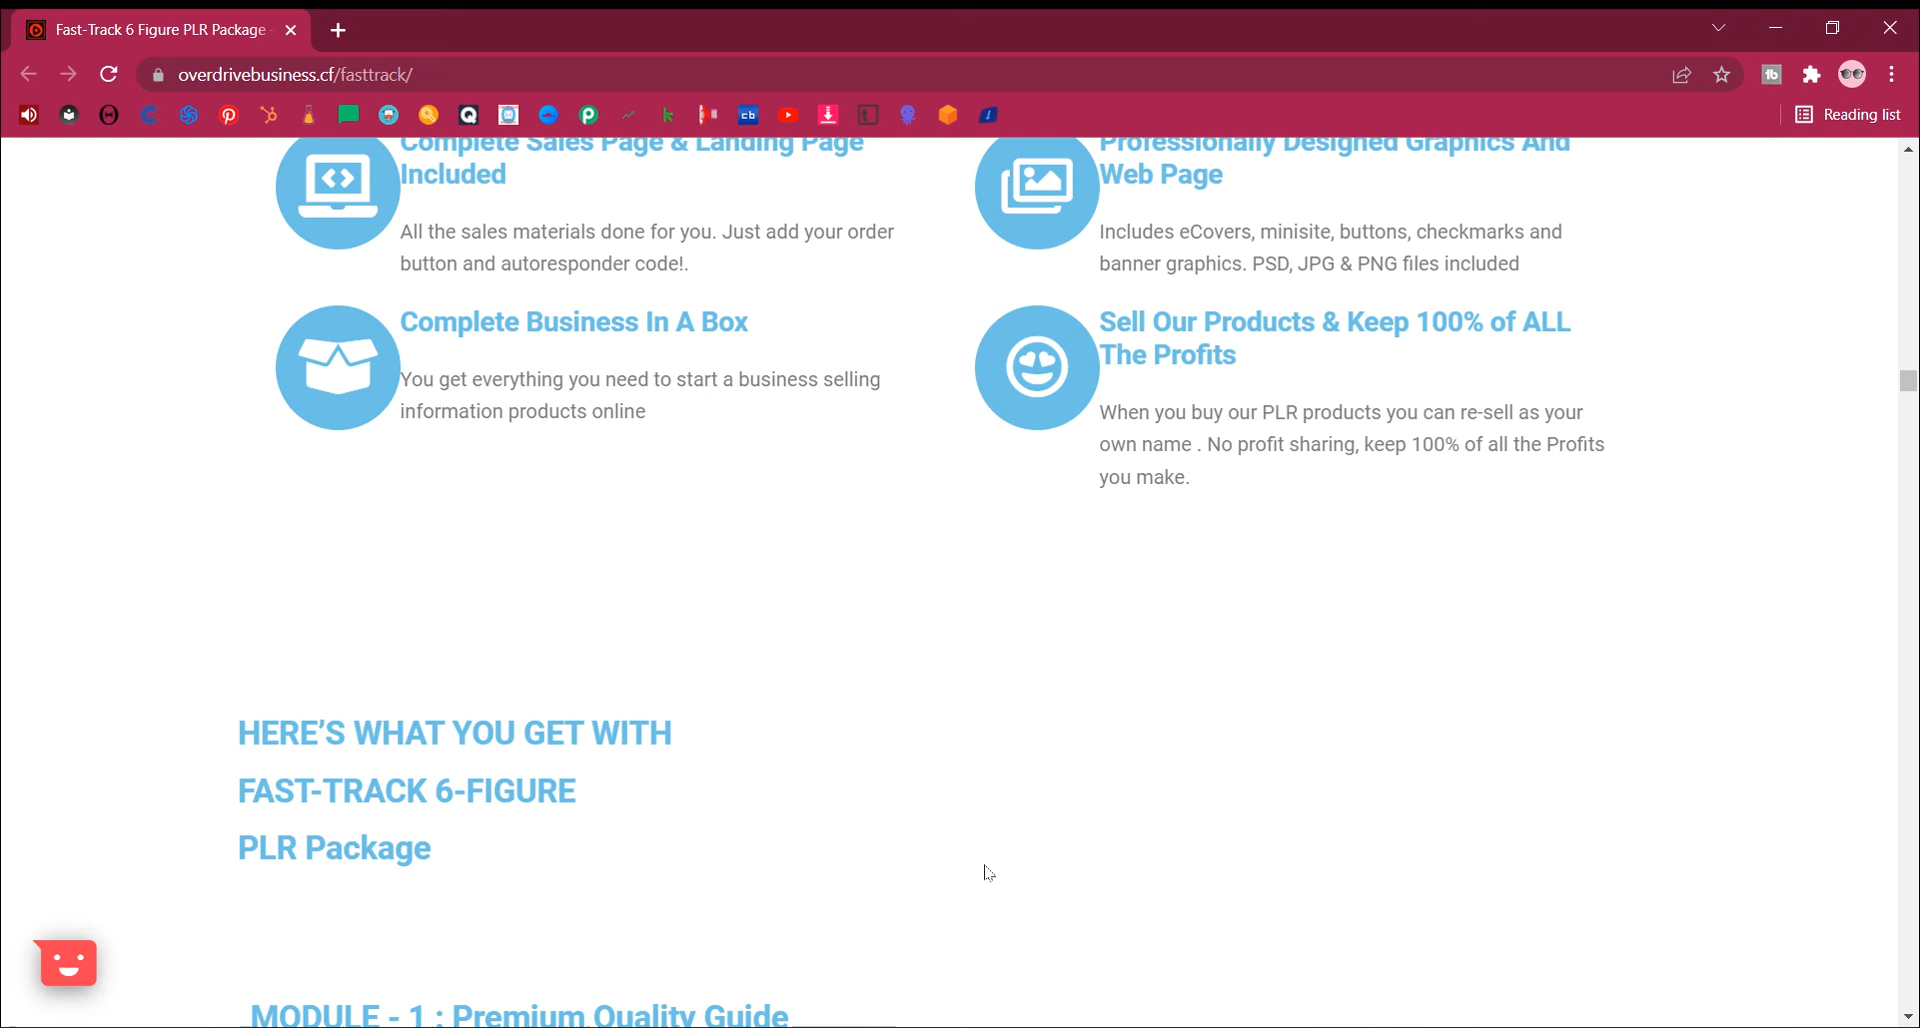 Fast-Track 6 Figure PLR Package -
overdrivebusiness.cf/fasttrack/
Reading list
Complete Sales Page & Landing Page
Included
All the sales materials done for you. Just add your order
button and autoresponder code!.
Professionally Designed Graphics And
Web Page
Includes eCovers, minisite, buttons, checkmarks and
banner graphics. PSD, JPG & PNG files included
Complete Business In A Box
You get everything you need to start a business selling
information products online
Sell Our Products & Keep 100% of ALL
The Profits
When you buy our PLR products you can re-sell as your
own name . No profit sharing, keep 100% of all the Profits
you make.
HERE’S WHAT YOU GET WITH
FAST-TRACK 6-FIGURE
PLR Package
MODULE - 1 : Premium Quality Guide